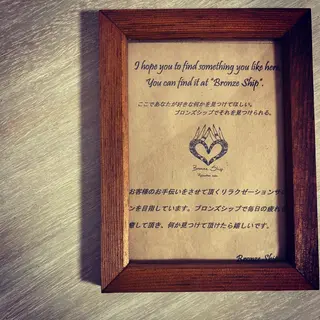 I hope you to find something you like here.
You can find it at "Bronze Ship".
ここであなたが好きな何かを見つけてほしい。
ブロンズシップでそれを見つけられる。
Bronze Ship
お客様のお手伝いをさせて頂くリラクゼーションサ
ンを目指しています。ブロンズシップで毎日の疲れ
癒して頂き、何か見つけて頂けたら嬉しいです。
Bronze Ship